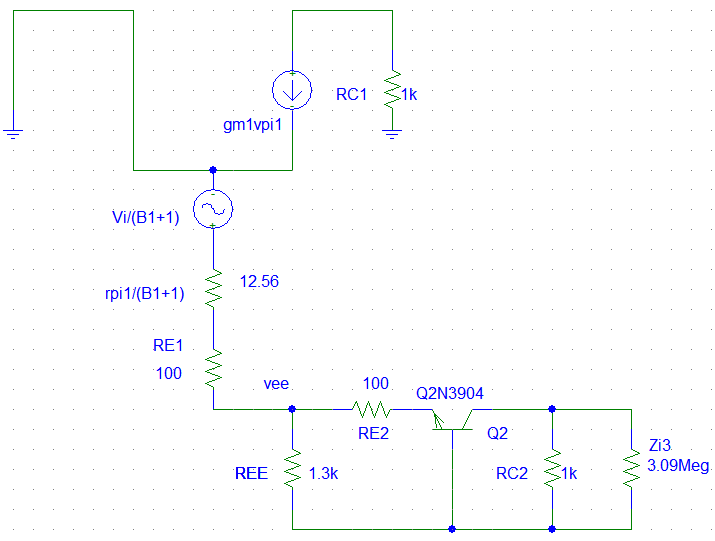 RC1
1k
gm1vpi1
Vi/(B1+1)
12.56
rpi1/(B1+1)
RE1
100
vee
100
Q2N3904
RE2
Q2
REE
1.3k
RC2
1k
Zi3
3.09Meg